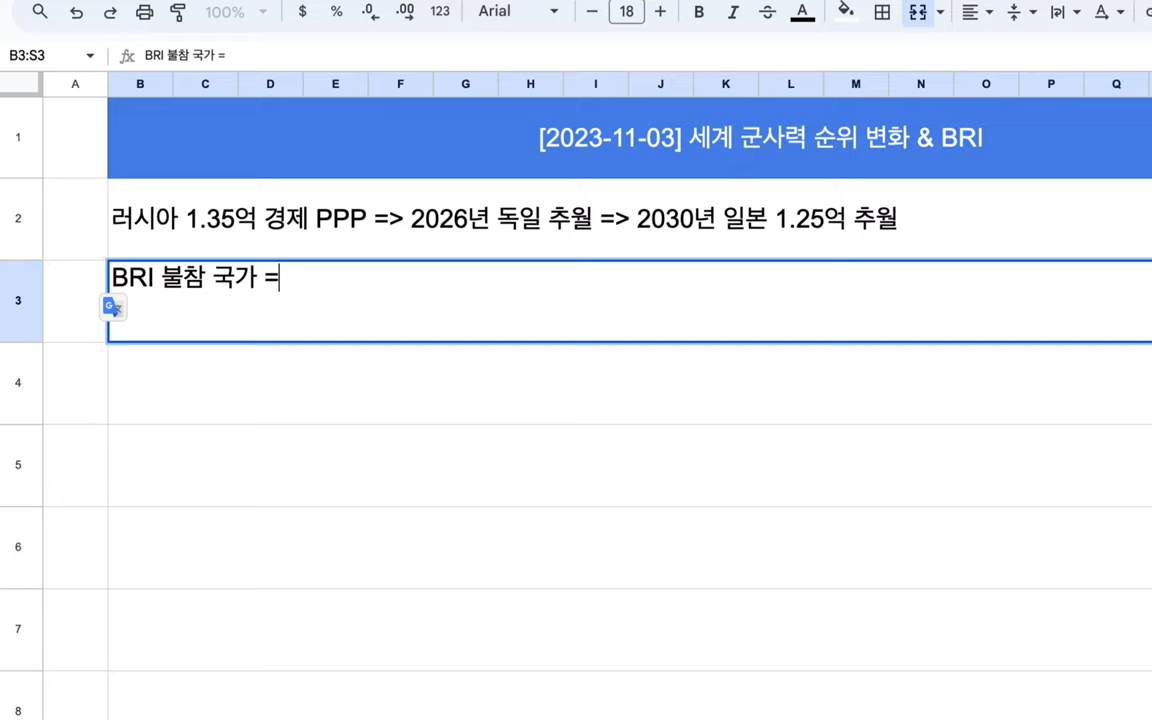 100%
$ % .0 .00 123 Arial 18 B I A
B3:S3 fx BRI 불참 국가 =
A B C D E F G H I J K L M N O P Q
1 [2023-11-03] 세계 군사력 순위 변화 & BRI
2 러시아 1.35억 경제 PPP => 2026년 독일 추월 => 2030년 일본 1.25억 추월
3 BRI 불참 국가 =
4
5
6
7
8